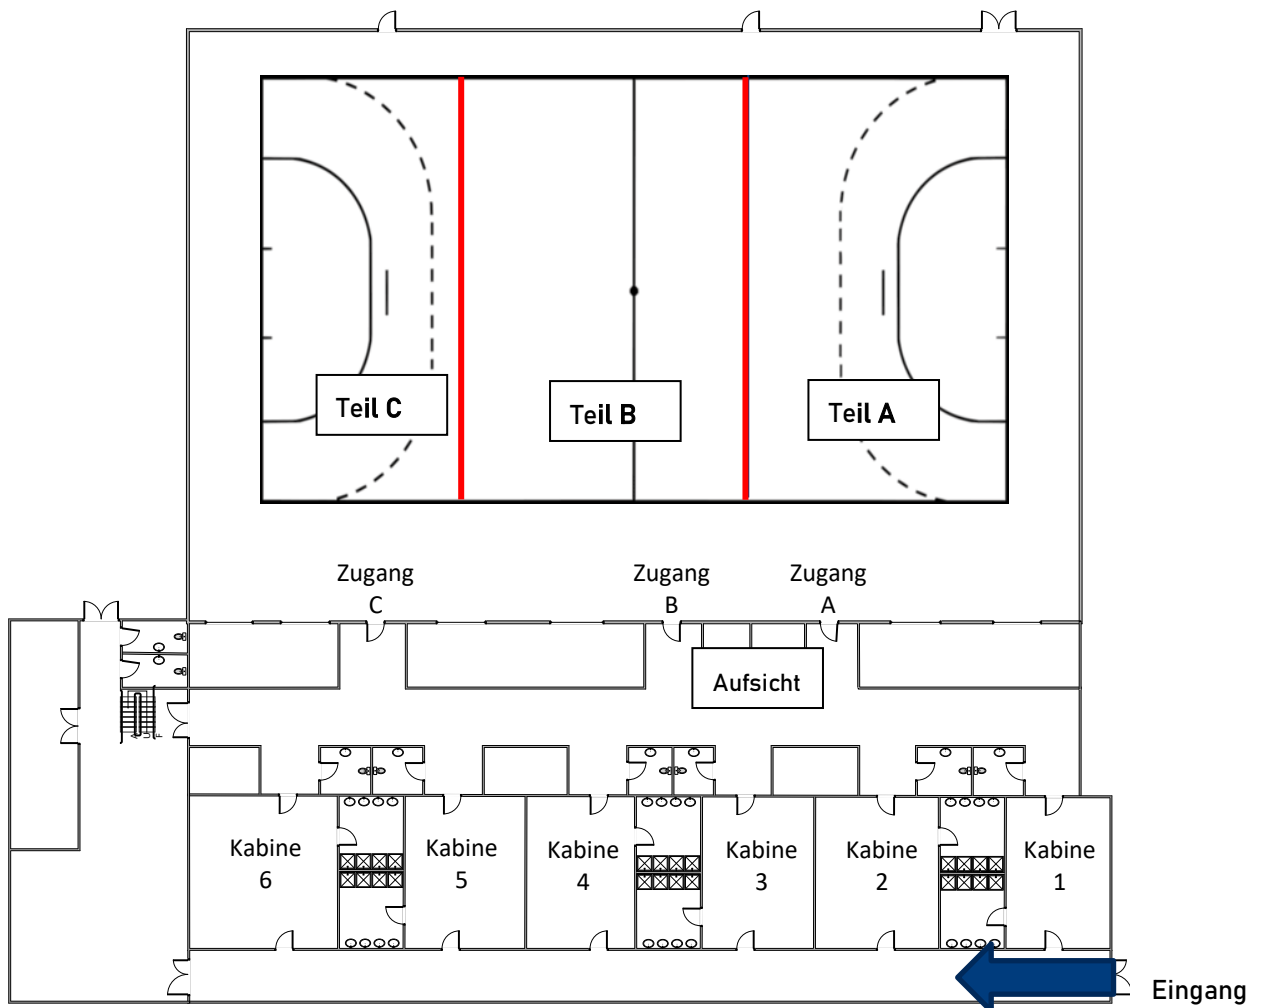 Teil C
Teil B
Teil A
Zugang
C
Zugang
B
Zugang
A
Aufsicht
Kabine
6
Kabine
5
Kabine
4
Kabine
3
Kabine
2
Kabine
1
Eingang